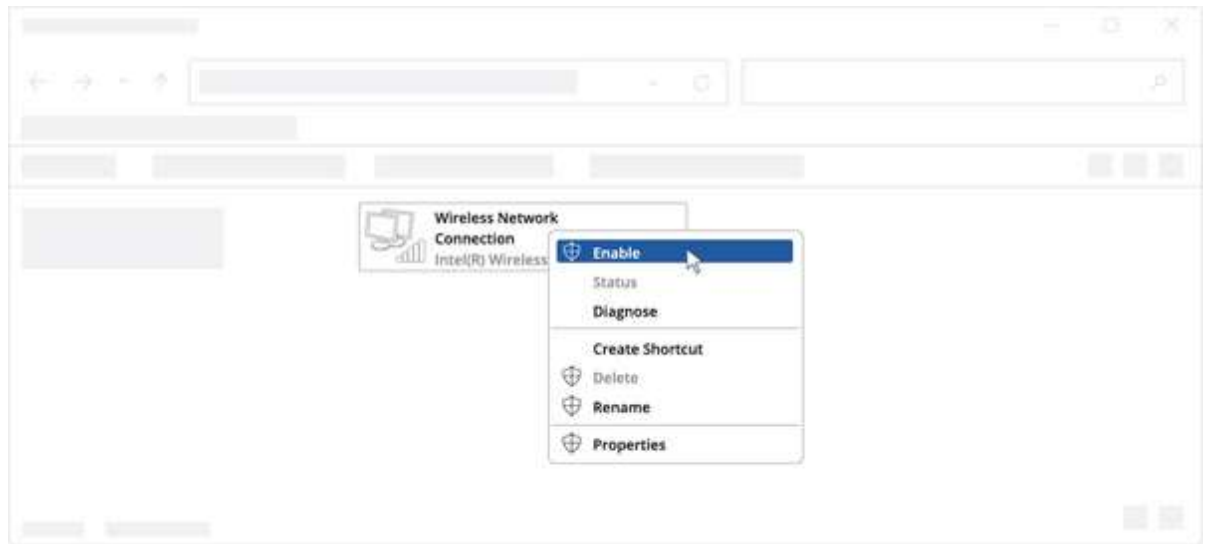 Wireless Network
Connection
Intel(R) Wireless
Enable
Status
Diagnose
Create Shortcut
Delete
Rename
Properties